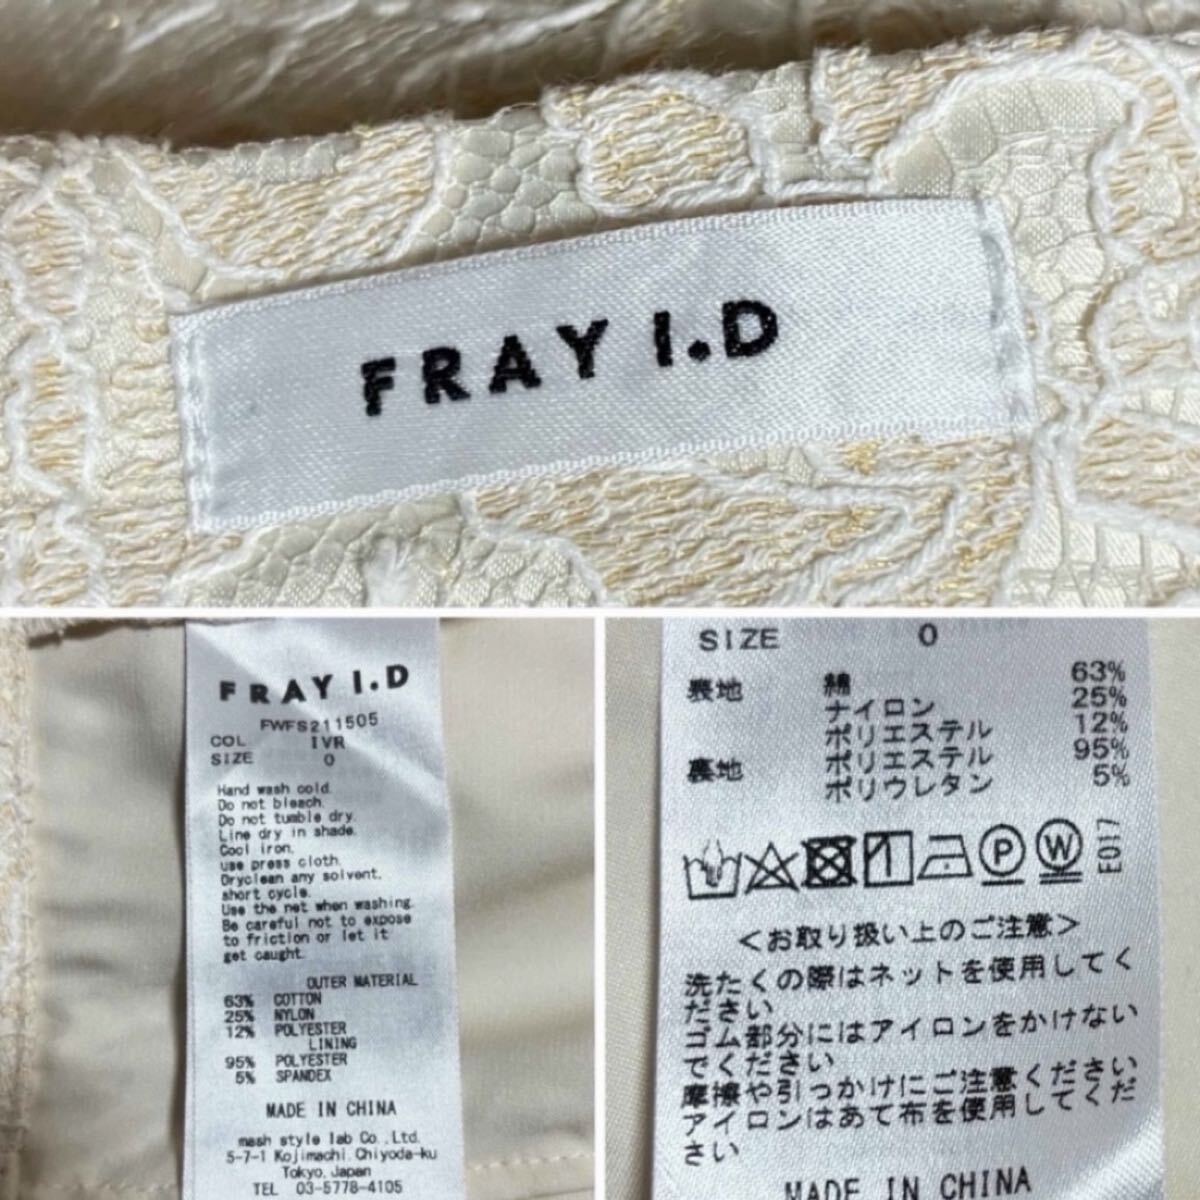 FRAY I.D
FRAY I.D
FWFS211505
COL IVR
SIZE 0
Hand wash cold.
Do not bleach.
Do not tumble dry.
Line dry in shade.
Cool iron.
use press cloth.
Dryclean any solvent.
short cycle.
Use the net when washing.
Be careful not to expose
to friction or let it
get caught.
OUTER MATERIAL
63% COTTON
25% NYLON
12% POLYESTER
LINING
95% POLYESTER
5% SPANDEX
MADE IN CHINA
mash style lab Co.,Ltd.
5-7-1 Kojimachi.Chiyoda-ku
Tokyo.Japan
TEL 03-5778-4105
SIZE 0
表地 綿 63%
ナイロン 25%
ポリエステル 12%
裏地 ポリエステル 95%
ポリウレタン 5%
P W E017
<お取り扱い上のご注意>
洗たくの際はネットを使用してく
ださい
ゴム部分にはアイロンをかけない
でください
摩擦や引っかけにご注意ください
アイロンはあて布を使用してくだ
さい
MADE IN CHINA